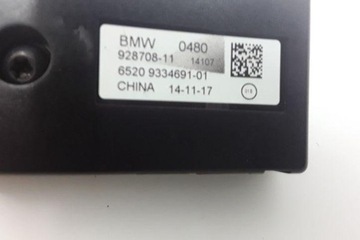 BMW 0480
928708-11 14107
6520 9334691-01
CHINA 14-11-17